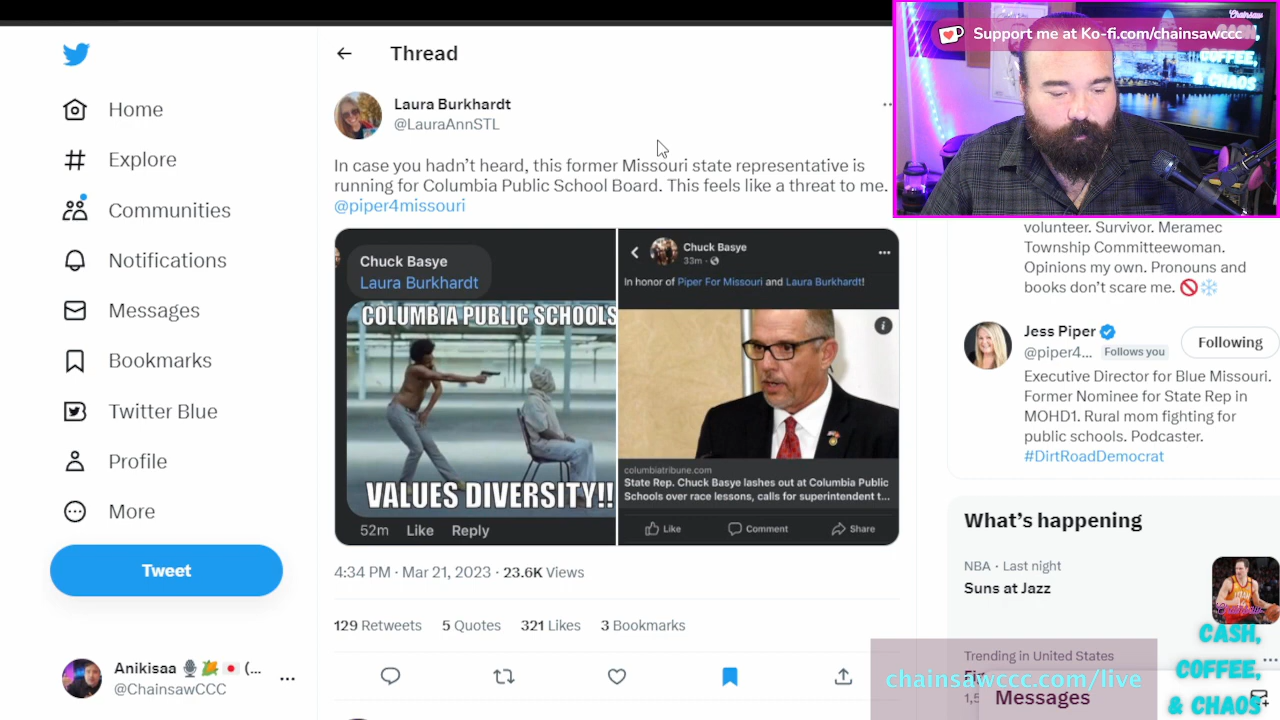 Home
Explore
Communities
Notifications
Messages
Bookmarks
Twitter Blue
Profile
More
Tweet
Anikisaa (...
@ChainsawCCC
Thread
Laura Burkhardt
@LauraAnnSTL
In case you hadn't heard, this former Missouri state representative is
running for Columbia Public School Board. This feels like a threat to me.
@piper4missouri
Chuck Basye
Laura Burkhardt
COLUMBIA PUBLIC SCHOOLS
VALUES DIVERSITY!!
52m Like Reply
Chuck Basye
33m
In honor of Piper For Missouri and Laura Burkhardt!
columbiatribune.com
State Rep. Chuck Basye lashes out at Columbia Public
Schools over race lessons, calls for superintendent t...
Like Comment Share
4:34 PM · Mar 21, 2023 · 23.6K Views
129 Retweets 5 Quotes 321 Likes 3 Bookmarks
Support me at Ko-fi.com/chainsawccc
Chainsaw
CASH,
COFFEE,
& CHAOS
volunteer. Survivor. Meramec
Township Committeewoman.
Opinions my own. Pronouns and
books don't scare me.
Jess Piper
@piper4... Follows you
Following
Executive Director for Blue Missouri.
Former Nominee for State Rep in
MOHD1. Rural mom fighting for
public schools. Podcaster.
#DirtRoadDemocrat
What's happening
NBA · Last night
Suns at Jazz
Trending in United States
chainsawccc.com/live
Messages
Chainsaw
CASH,
COFFEE,
& CHAOS